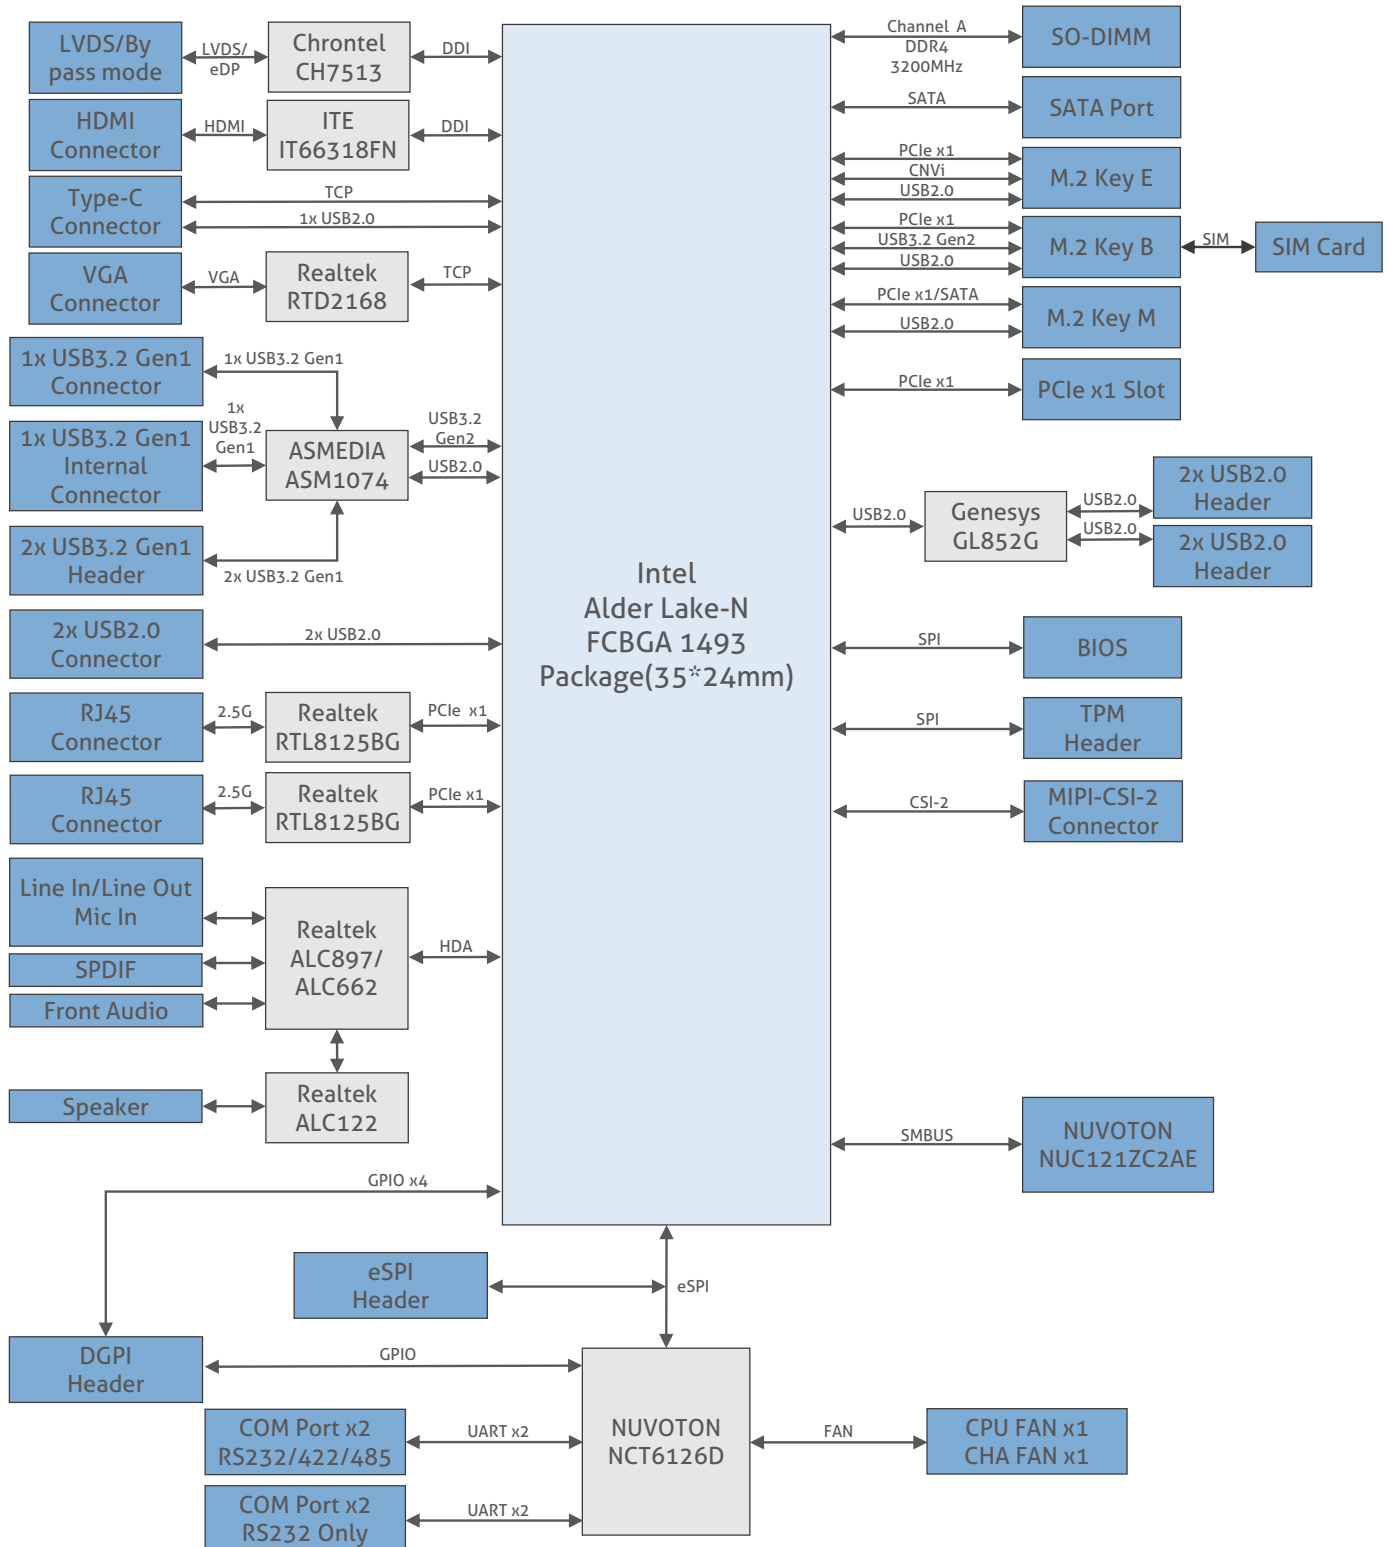 LVDS/By
pass mode
LVDS/
eDP
Chrontel
CH7513
DDI
HDMI
Connector
HDMI
ITE
IT66318FN
DDI
Type-C
Connector
TCP
1x USB2.0
VGA
Connector
VGA
Realtek
RTD2168
TCP
1x USB3.2 Gen1
Connector
1x USB3.2 Gen1
1x USB3.2 Gen1
Internal
Connector
1x
USB3.2
Gen1
ASMEDIA
ASM1074
USB3.2
Gen2
USB2.0
2x USB3.2 Gen1
Header
2x USB3.2 Gen1
2x USB2.0
Connector
2x USB2.0
RJ45
Connector
2.5G
Realtek
RTL8125BG
PCIe x1
RJ45
Connector
2.5G
Realtek
RTL8125BG
PCIe x1
Line In/Line Out
Mic In
SPDIF
Front Audio
Realtek
ALC897/
ALC662
HDA
Speaker
Realtek
ALC122
GPIO x4
Intel
Alder Lake-N
FCBGA 1493
Package(35*24mm)
Channel A
DDR4
3200MHz
SO-DIMM
SATA
SATA Port
PCIe x1
CNVi
USB2.0
M.2 Key E
PCIe x1
USB3.2 Gen2
USB2.0
M.2 Key B
SIM
SIM Card
PCIe x1/SATA
USB2.0
M.2 Key M
PCIe x1
PCIe x1 Slot
USB2.0
Genesys
GL852G
USB2.0
USB2.0
2x USB2.0
Header
2x USB2.0
Header
SPI
BIOS
SPI
TPM
Header
CSI-2
MIPI-CSI-2
Connector
SMBUS
NUVOTON
NUC121ZC2AE
eSPI
Header
eSPI
DGPI
Header
GPIO
COM Port x2
RS232/422/485
UART x2
NUVOTON
NCT6126D
FAN
CPU FAN x1
CHA FAN x1
COM Port x2
RS232 Only
UART x2